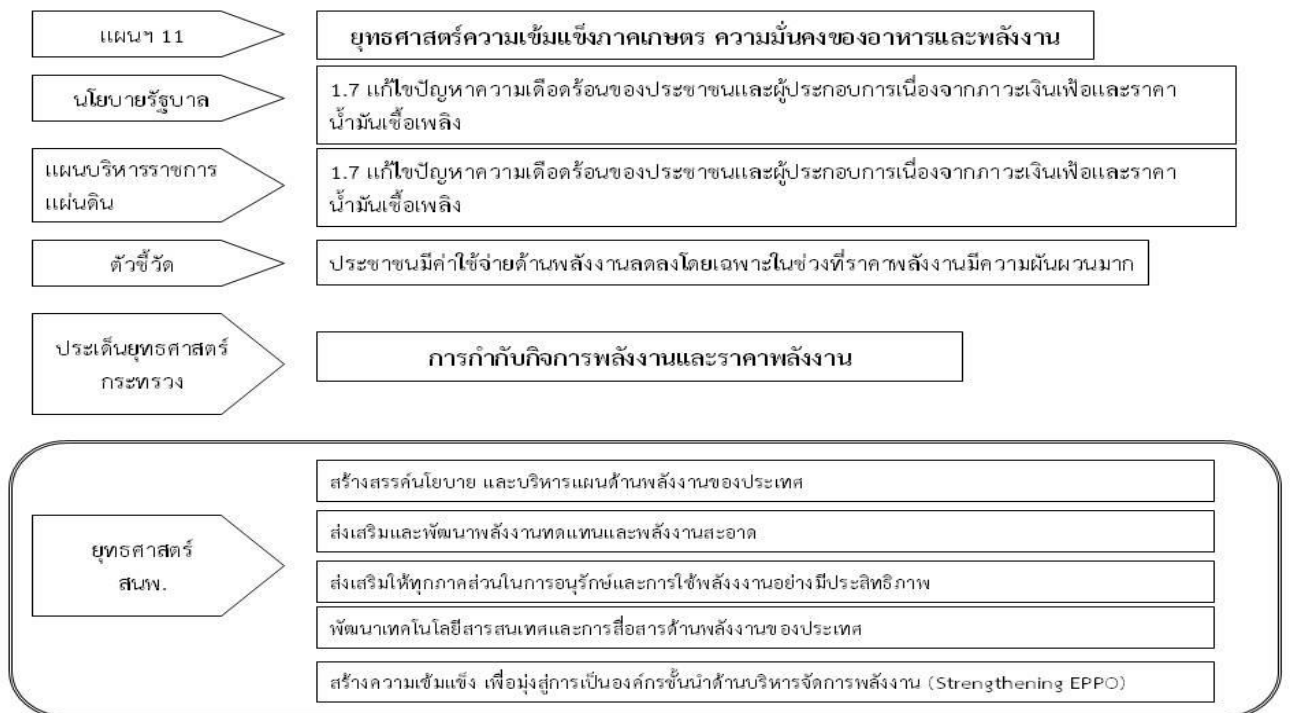 แผนฯ 11
ยุทธศาสตร์ความเข้มแข็งภาคเกษตร ความมั่นคงของอาหารและพลังงาน
นโยบายรัฐบาล
1.7 แก้ไขปัญหาความเดือดร้อนของประชาชนและผู้ประกอบการเนื่องจากภาวะเงินเฟ้อและราคา
น้ำมันเชื้อเพลิง
แผนบริหารราชการ
แผ่นดิน
1.7 แก้ไขปัญหาความเดือดร้อนของประชาชนและผู้ประกอบการเนื่องจากภาวะเงินเฟ้อและราคา
น้ำมันเชื้อเพลิง
ตัวชี้วัด
ประชาชนมีค่าใช้จ่ายด้านพลังงานลดลงโดยเฉพาะในช่วงที่ราคาพลังงานมีความผันผวนมาก
ประเด็นยุทธศาสตร์
กระทรวง
การกำกับกิจการพลังงานและราคาพลังงาน
ยุทธศาสตร์
สนพ.
สร้างสรรค์นโยบาย และบริหารแผนด้านพลังงานของประเทศ
ส่งเสริมและพัฒนาพลังงานทดแทนและพลังงานสะอาด
ส่งเสริมให้ทุกภาคส่วนในการอนุรักษ์และการใช้พลังงงานอย่างมีประสิทธิภาพ
พัฒนาเทคโนโลยีสารสนเทศและการสื่อสารด้านพลังงานของประเทศ
สร้างความเข้มแข็ง เพื่อมุ่งสู่การเป็นองค์กรชั้นนำด้านบริหารจัดการพลังงาน (Strengthening EPPO)